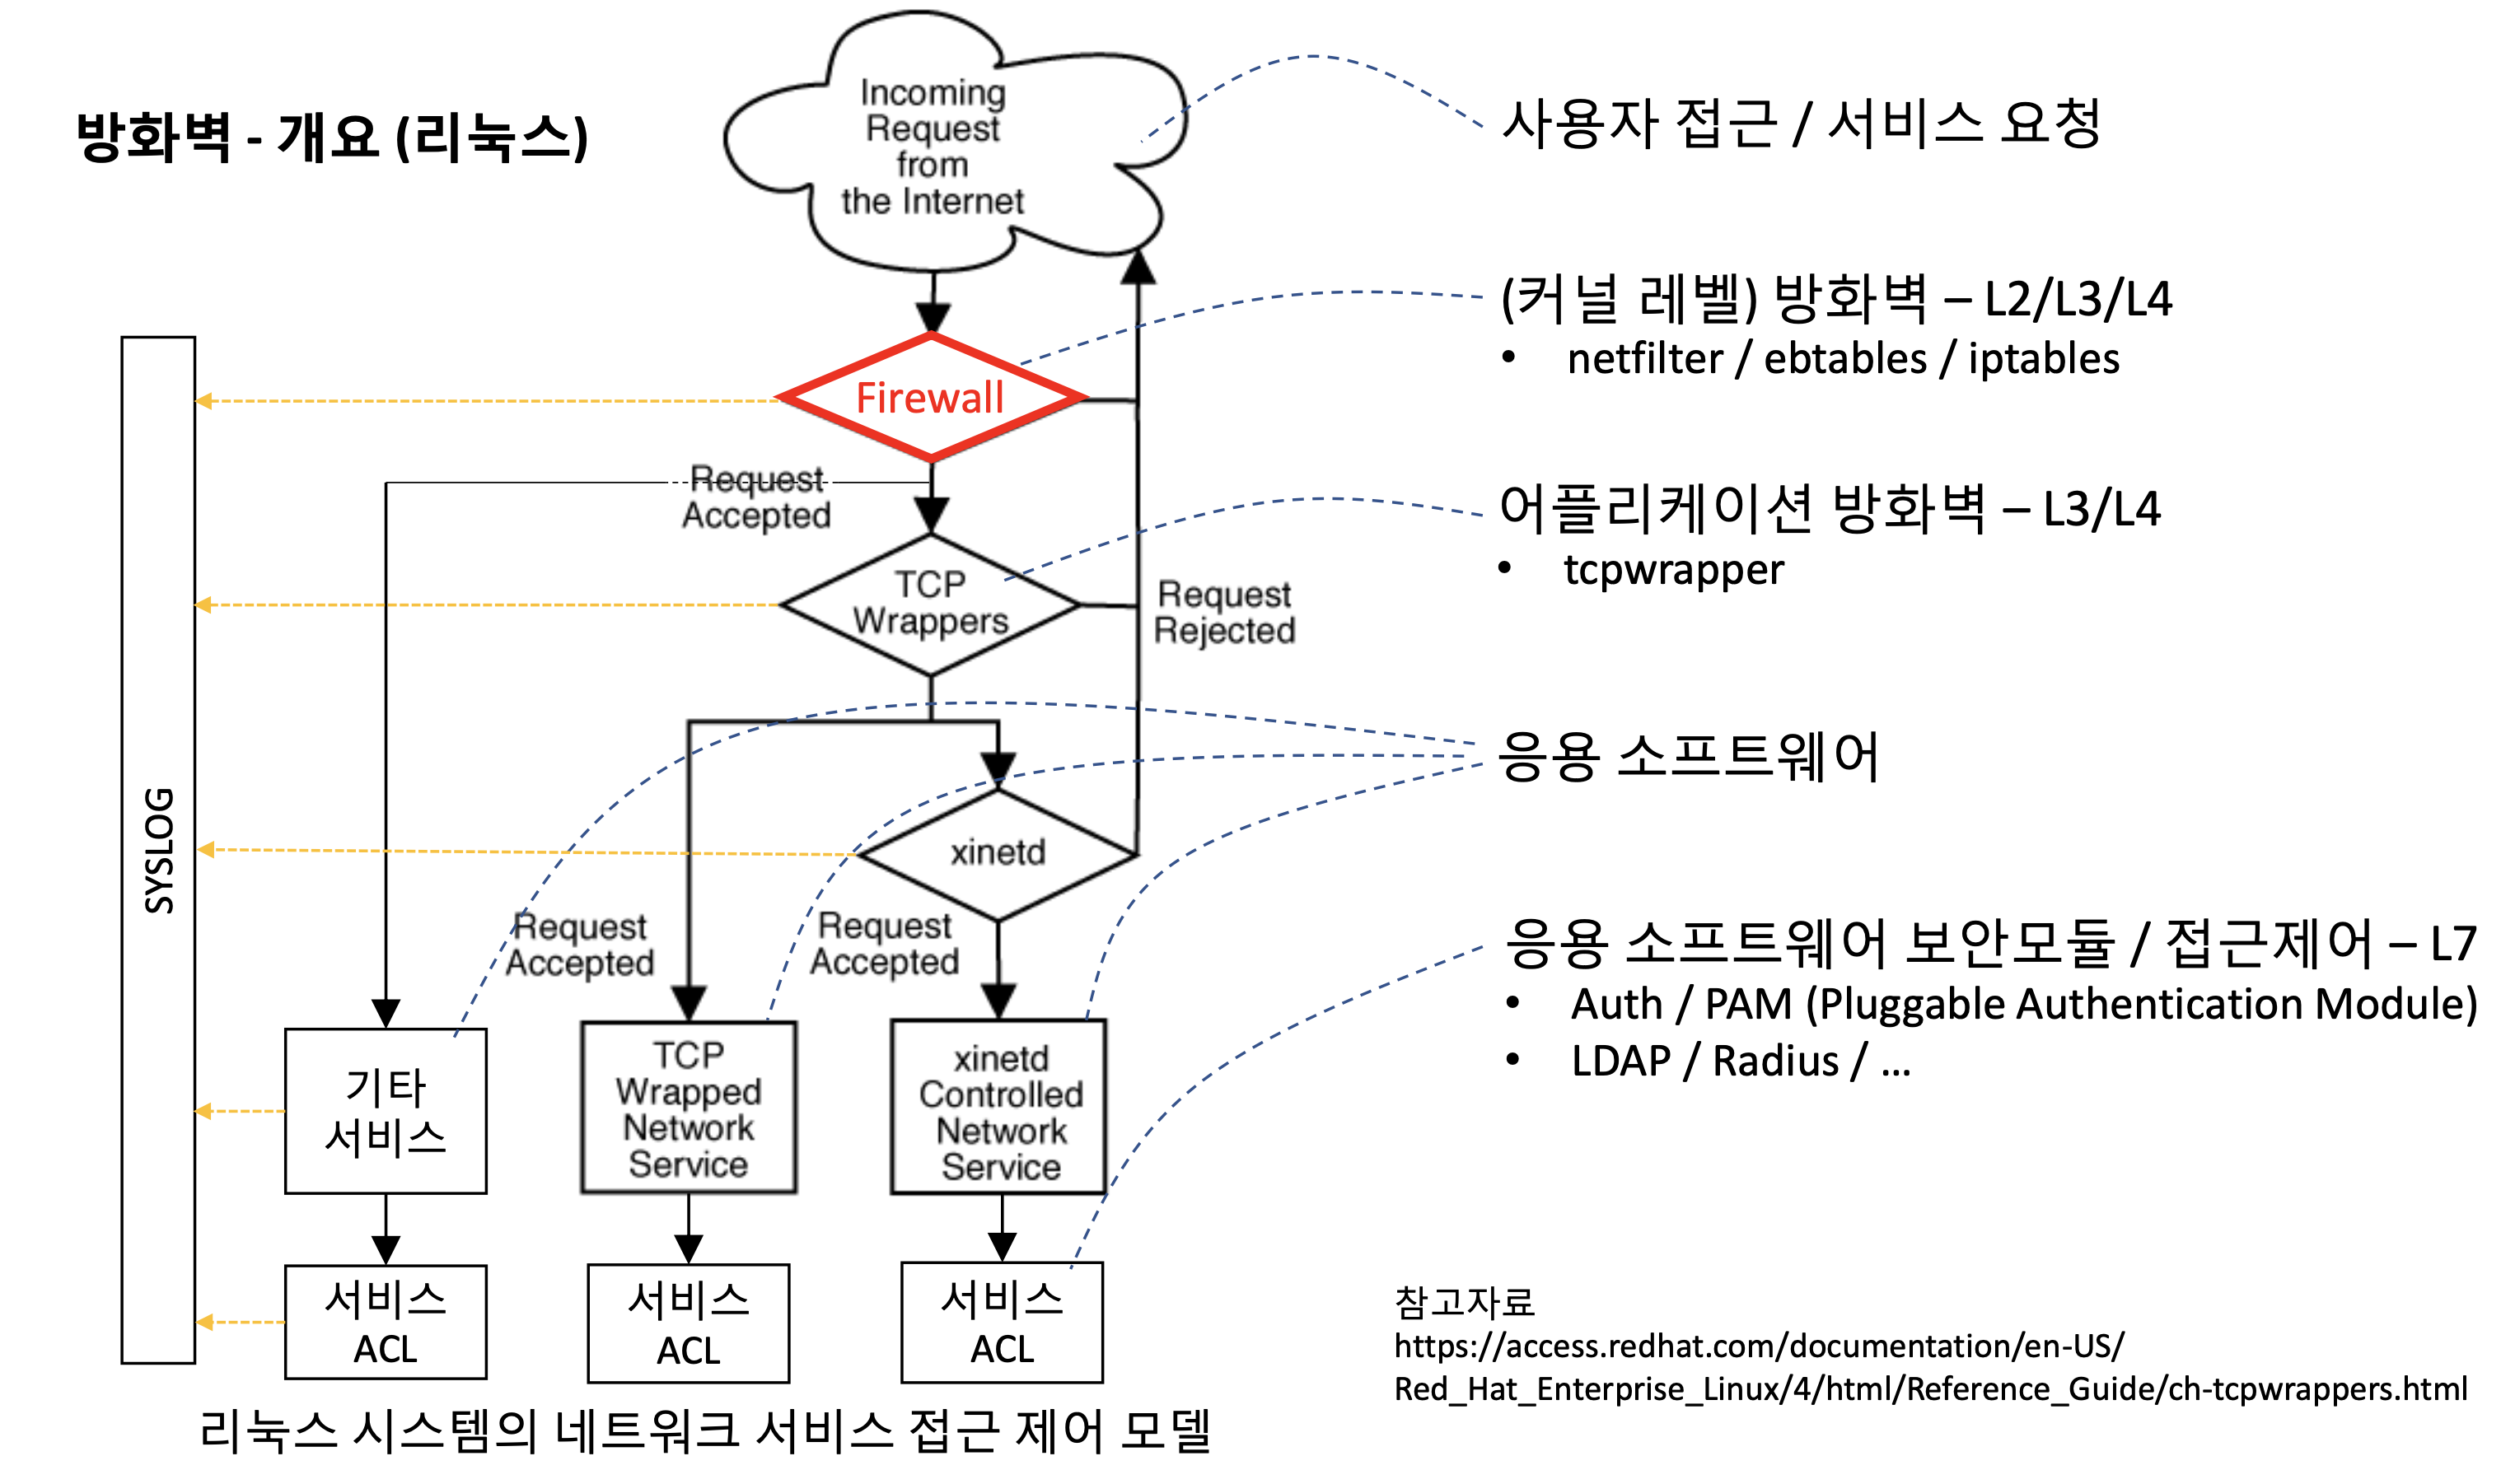 방화벽 - 개요 (리눅스)
Incoming
Request
from
the Internet
사용자 접근 / 서비스 요청
(커널 레벨) 방화벽 – L2/L3/L4
• netfilter / ebtables / iptables
Firewall
Request
Accepted
어플리케이션 방화벽 – L3/L4
• tcpwrapper
TCP
Wrappers
Request
Rejected
응용 소프트웨어
SYSLOG
xinetd
Request
Accepted
Request
Accepted
응용 소프트웨어 보안모듈 / 접근제어 – L7
• Auth / PAM (Pluggable Authentication Module)
• LDAP / Radius / ...
기타
서비스
TCP
Wrapped
Network
Service
xinetd
Controlled
Network
Service
서비스
ACL
서비스
ACL
서비스
ACL
참고자료
https://access.redhat.com/documentation/en-US/
Red_Hat_Enterprise_Linux/4/html/Reference_Guide/ch-tcpwrappers.html
리눅스 시스템의 네트워크 서비스 접근 제어 모델